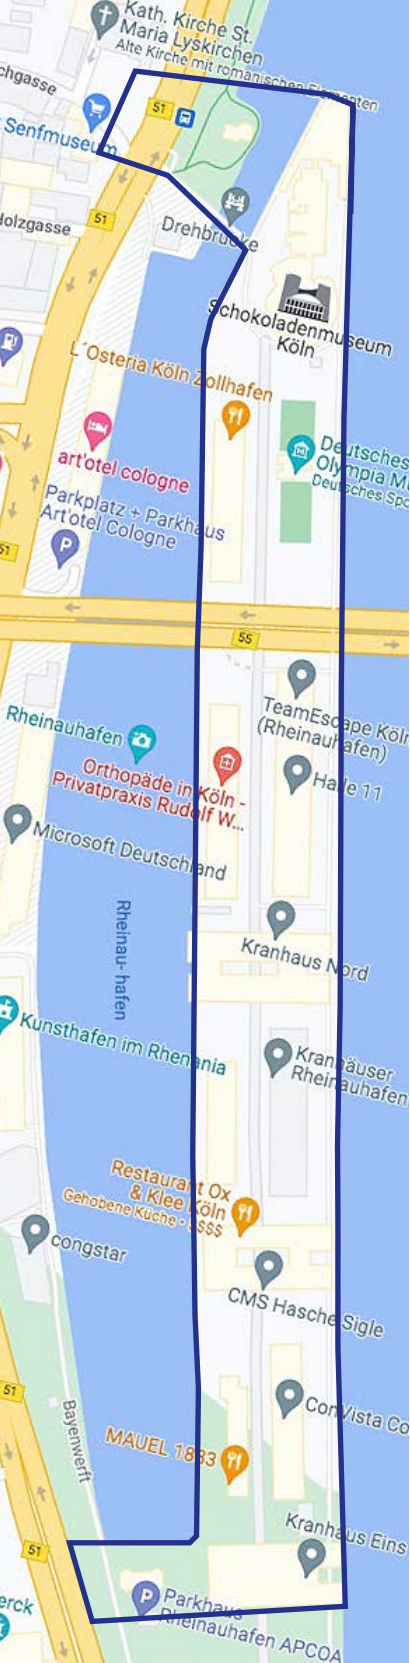 Kath. Kirche St.
Maria Lyskirchen
Alte Kirche mit romanischen Elementen
chgasse
51
Senfmuseum
Holzgasse
51
Drehbrücke
Schokoladenmuseum
Köln
L´Osteria Köln Zollhafen
art'otel cologne
Deutsches
Olympia Mu
Deutsches Spo
Parkplatz + Parkhaus
Art'otel Cologne
51
55
TeamEscape Köln
(Rheinauhafen)
Rheinauhafen
Orthopäde in Köln -
Privatpraxis Rudolf W...
Halle 11
Microsoft Deutschland
Rheinau- hafen
Kranhaus Nord
Kunsthafen im Rhenania
Kranhäuser
Rheinauhafen
Restaurant Ox
& Klee Köln
Gehobene Küche • $$$$
congstar
CMS Hasche Sigle
51
Bayenwerft
ConVista Co
MAUEL 1883
Kranhaus Eins
51
erck
Parkhaus
Rheinauhafen APCOA